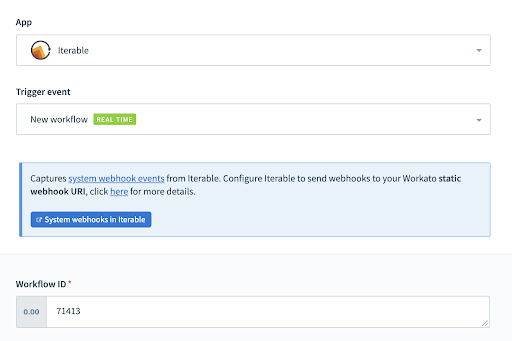 App
Iterable
Trigger event
New workflow REAL TIME
Captures system webhook events from Iterable. Configure Iterable to send webhooks to your Workato static
webhook URI, click here for more details.
System webhooks in Iterable
Workflow ID*
0.00 71413